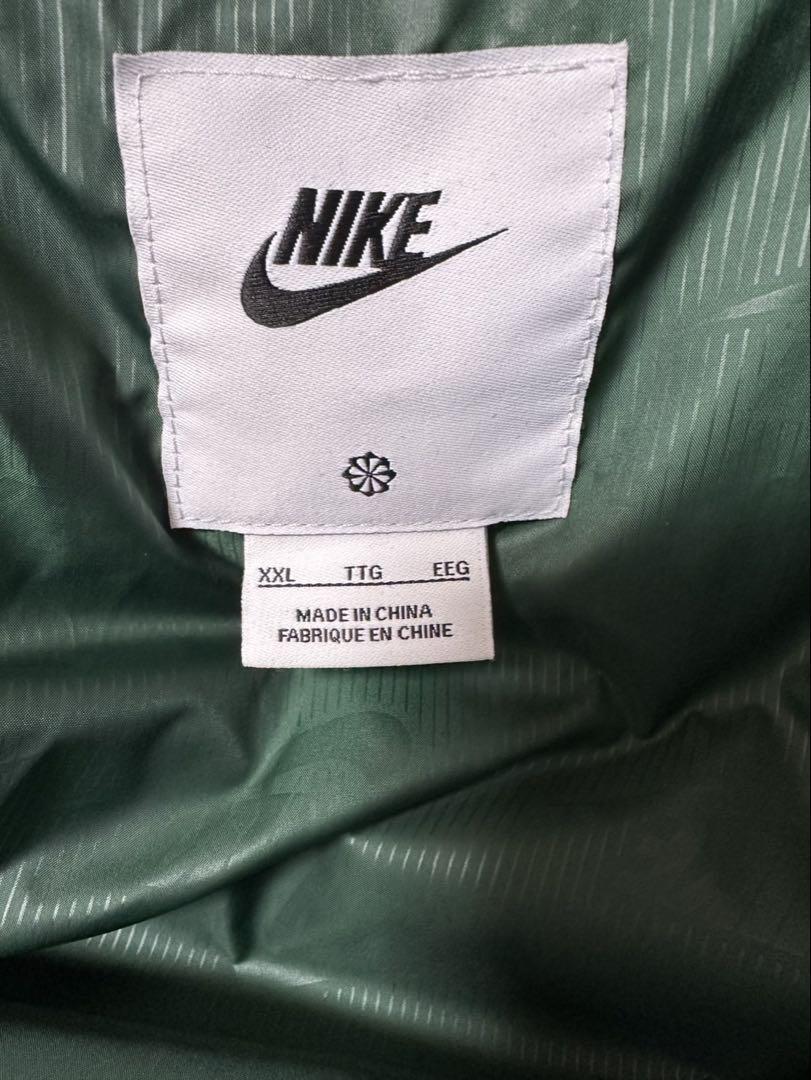 NIKE
XXL TTG EEG
MADE IN CHINA
FABRIQUE EN CHINE